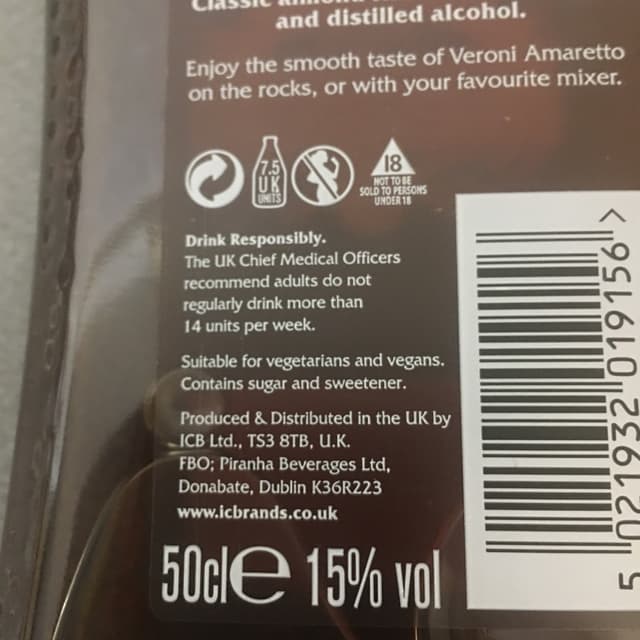 Classic
and distilled alcohol.
Enjoy the smooth taste of Veroni Amaretto
on the rocks, or with your favourite mixer.
7.5
UK
UNITS
18
NOT TO BE
SOLD TO PERSONS
UNDER 18
Drink Responsibly.
The UK Chief Medical Officers
recommend adults do not
regularly drink more than
14 units per week.
Suitable for vegetarians and vegans.
Contains sugar and sweetener.
Produced & Distributed in the UK by
ICB Ltd., TS3 8TB, U.K.
FBO; Piranha Beverages Ltd,
Donabate, Dublin K36R223
www.icbrands.co.uk
50cl e 15% vol
5 021932 019156 >